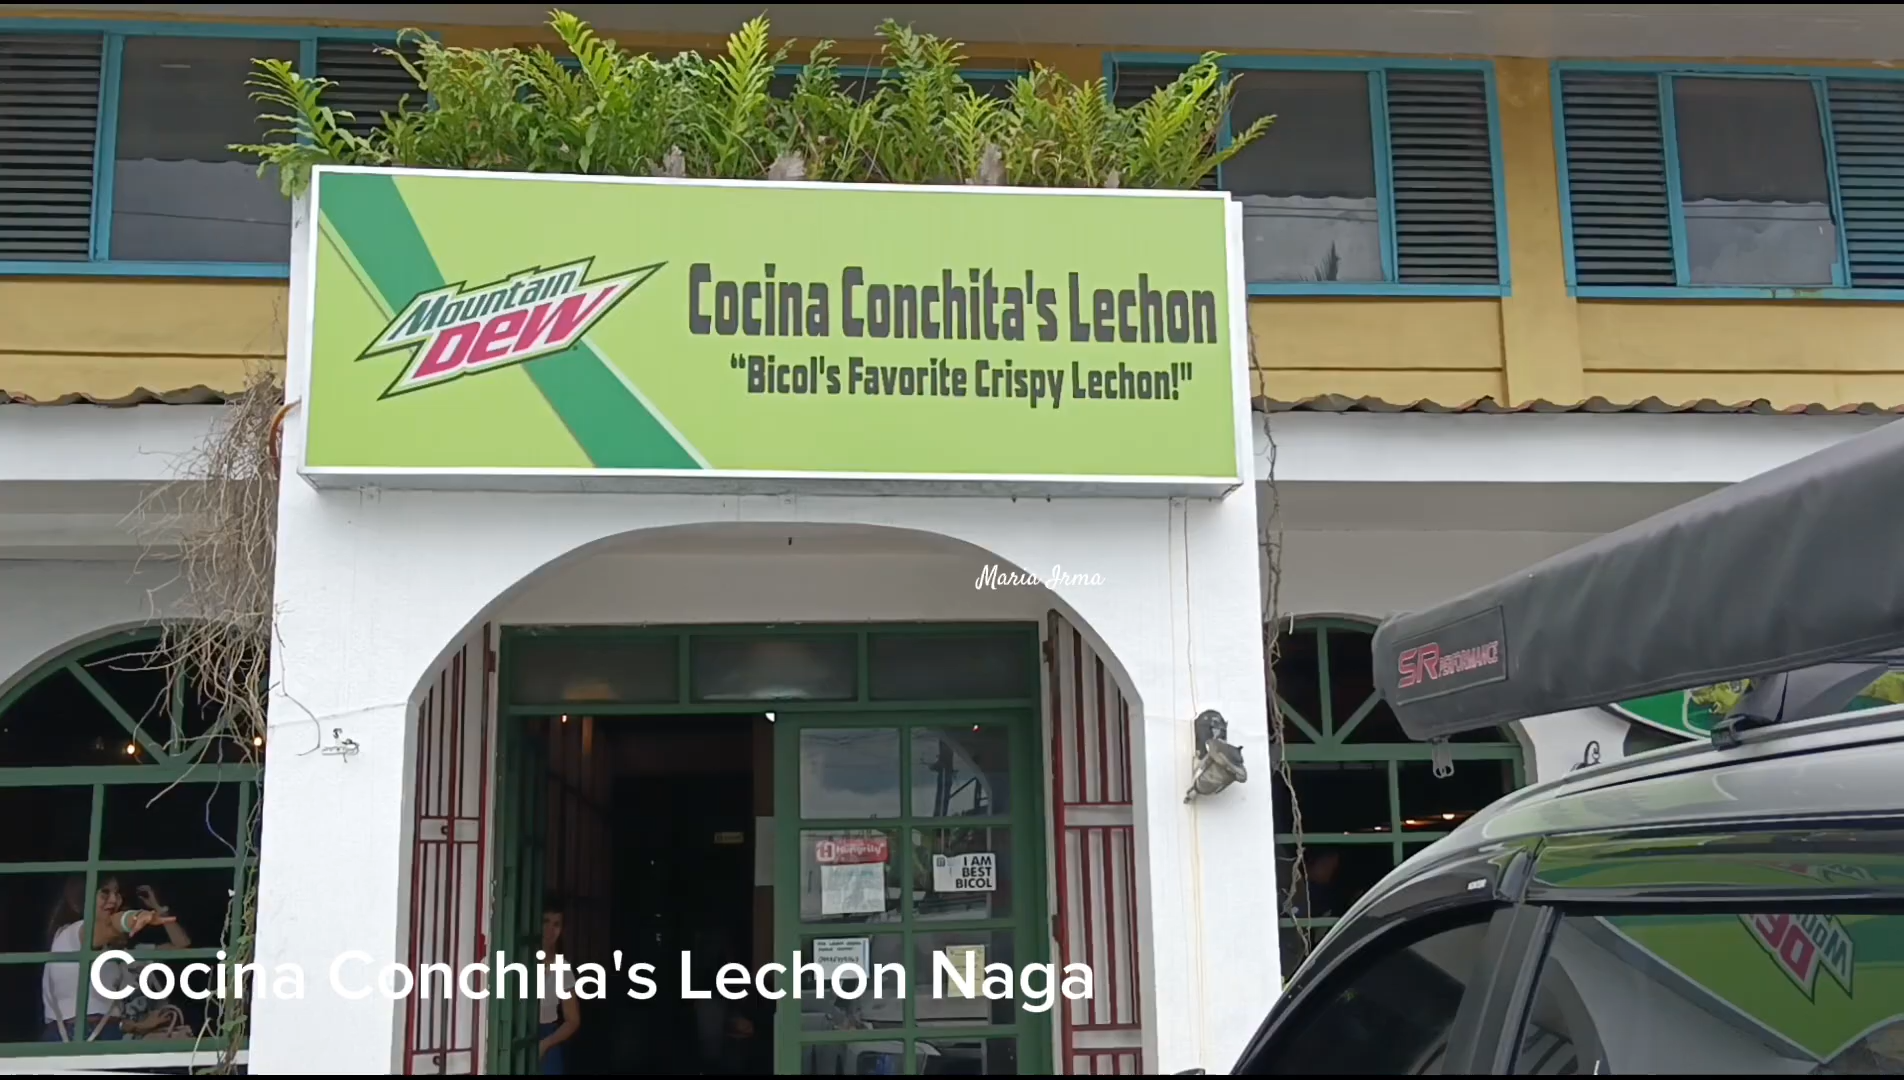 Mountain
Dew
Cocina Conchita's Lechon
“Bicol's Favorite Crispy Lechon!"
Maria Irma
SR PERFORMANCE
I AM
BEST
BICOL
Cocina Conchita's Lechon Naga